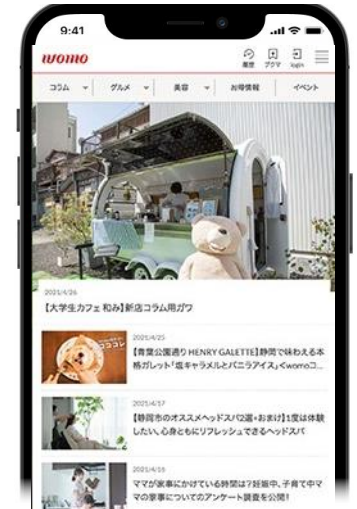 9:41
womo
履歴 ブクマ login
コラム グルメ 美容 お得情報 イベント
2021/4/26
【大学生カフェ 和み】新店コラム用ガワ
2021/4/25
【青葉公園通り HENRY GALETTE】静岡で味わえる本
格ガレット「塩キャラメルとバニラアイス」<womoコ...
2021/4/17
【静岡市のオススメヘッドスパ2選+おまけ】1度は体験
したい、心身ともにリフレッシュできるヘッドスパ
2021/4/16
ママが家事にかけている時間は?妊娠中、子育て中マ
マの家事についてのアンケート調査を公開!